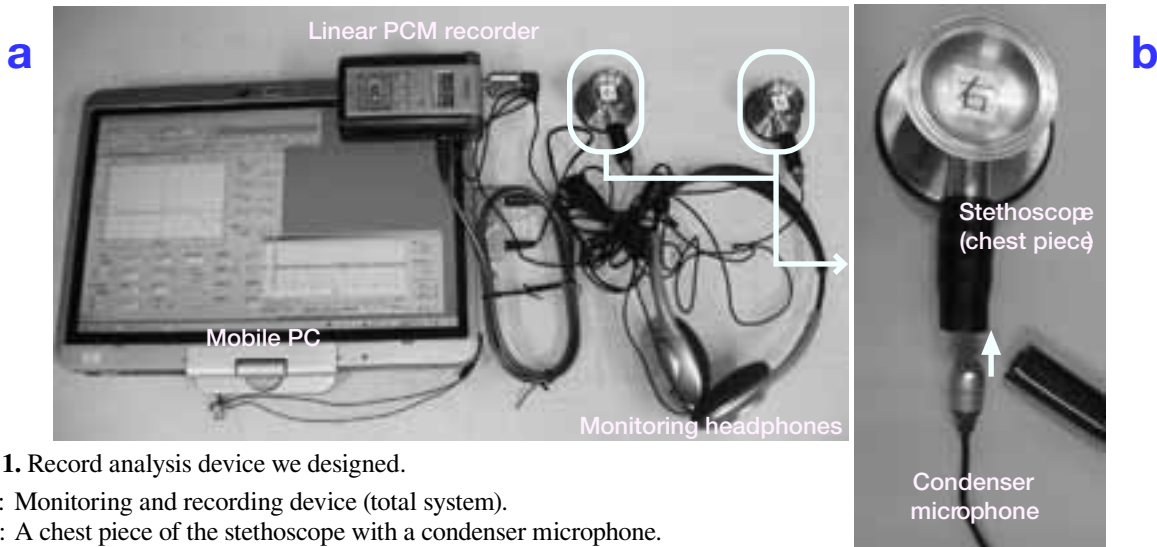 a
Linear PCM recorder
Mobile PC
Monitoring headphones
b
右
Stethoscope
(chest piece)
Condenser
microphone
1. Record analysis device we designed.
: Monitoring and recording device (total system).
: A chest piece of the stethoscope with a condenser microphone.